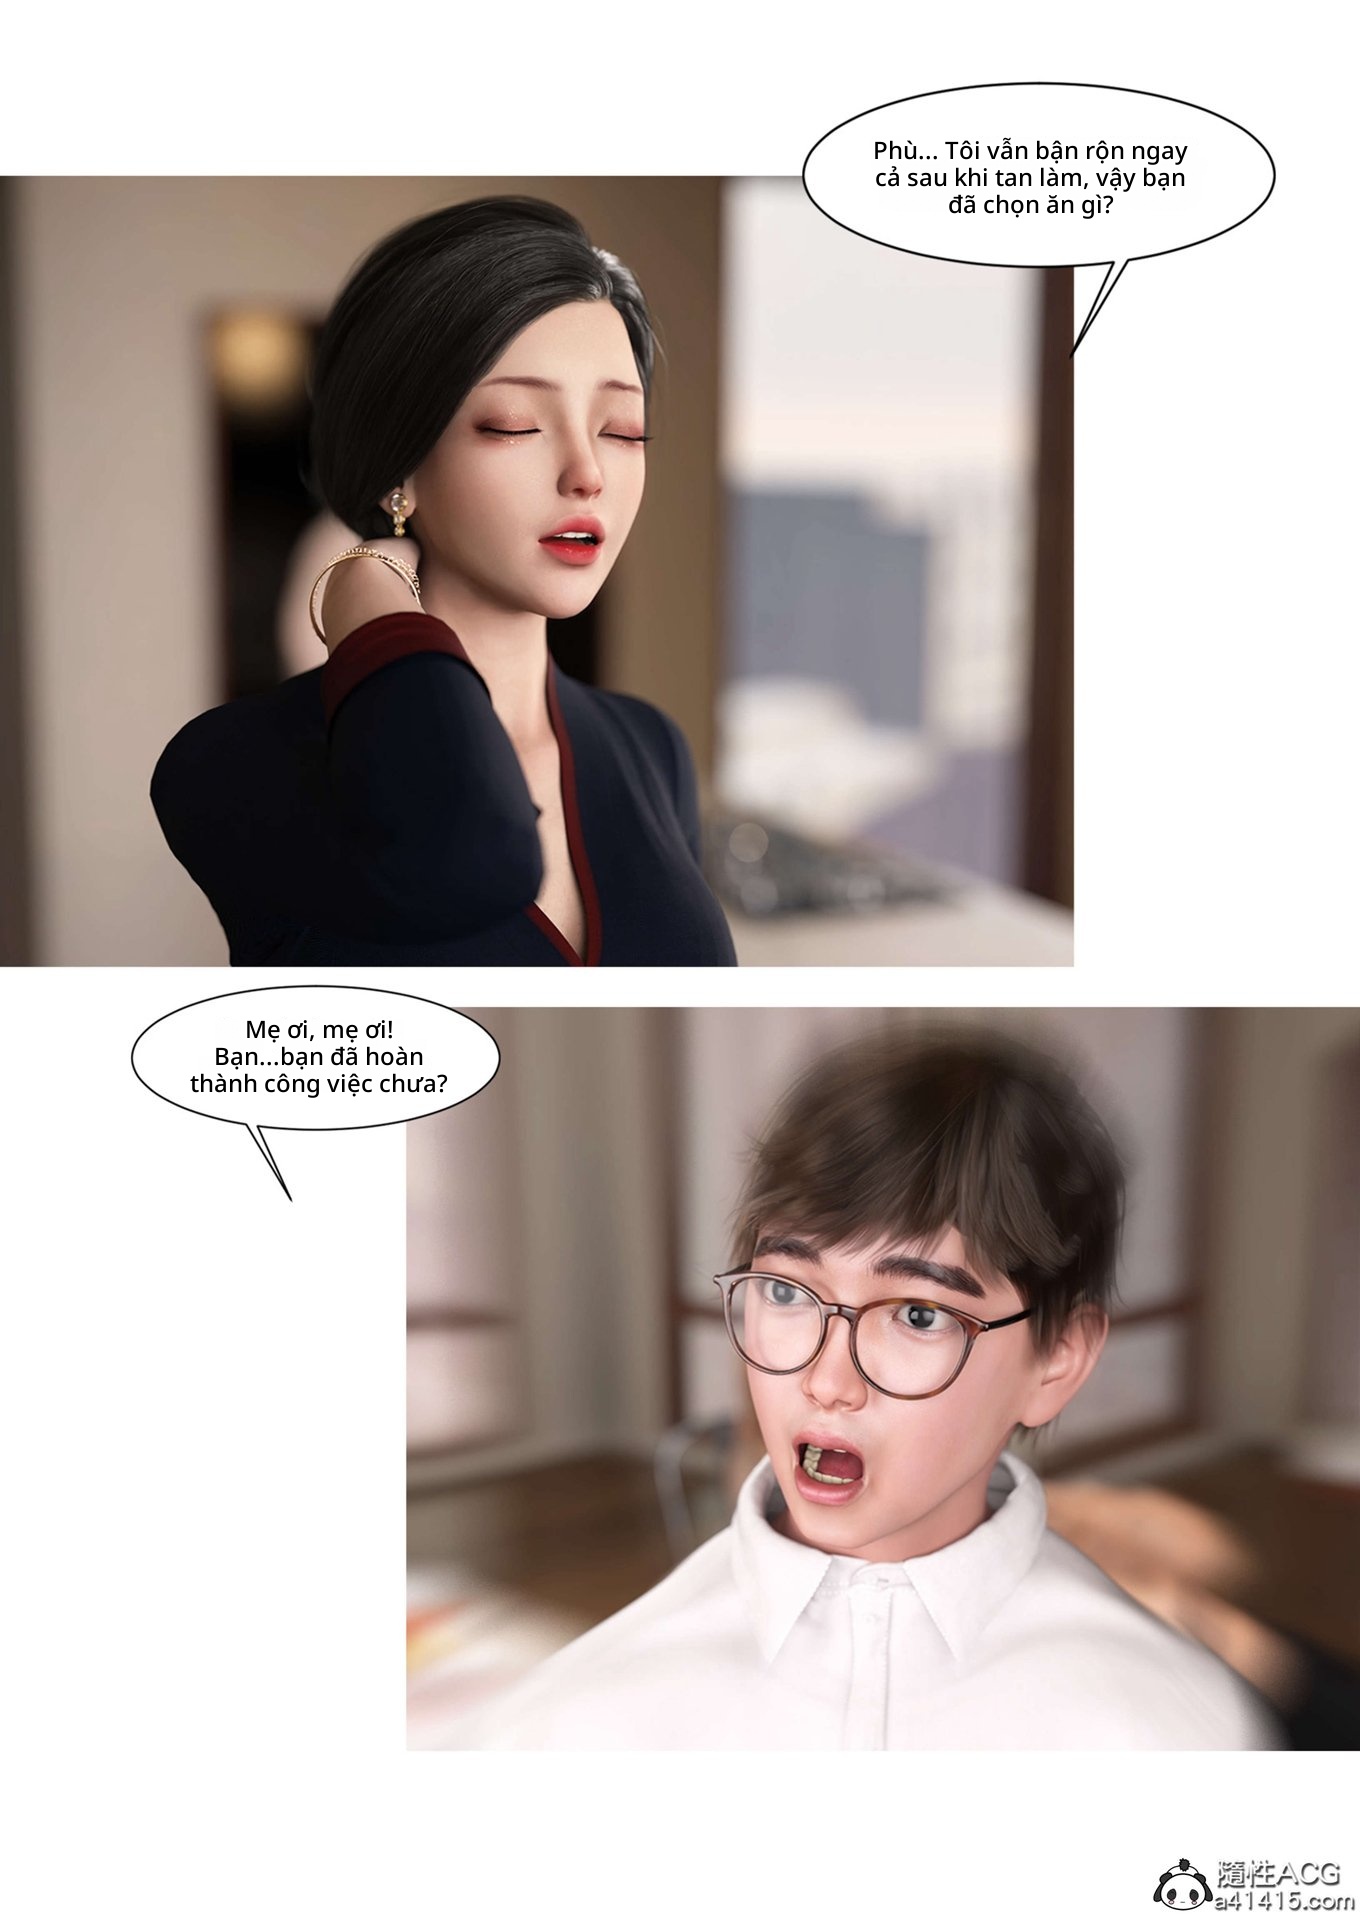 Phù... Tôi vẫn bận rộn ngay
cả sau khi tan làm, vậy bạn
đã chọn ăn gì?
Mẹ ơi, mẹ ơi!
Bạn...bạn đã hoàn
thành công việc chưa?
隨性ACG
a41415.com